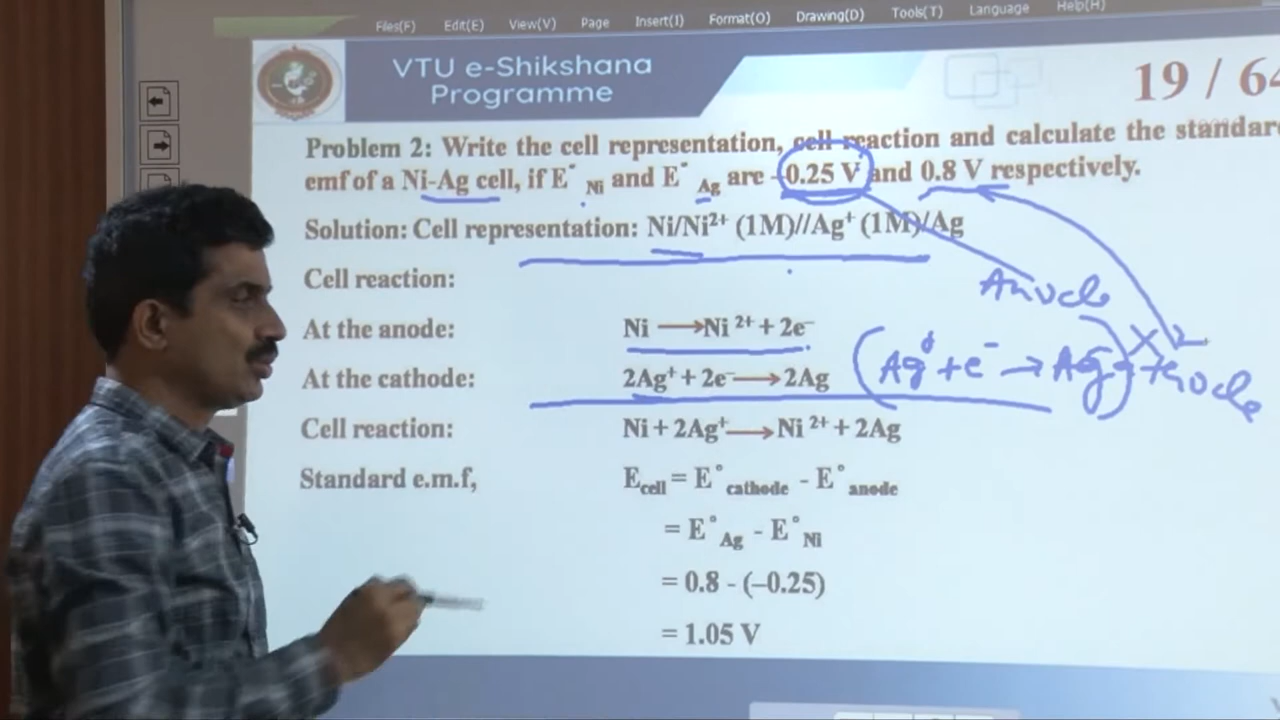 Files(F) Edit(E) View(V) Page Insert(I) Format(O) Drawing(D) Tools(T) Language Help(H)
VTU e-Shikshana
Programme
19 / 64
Problem 2: Write the cell representation, cell reaction and calculate the standar
emf of a Ni-Ag cell, if E° Ni and E° Ag are -0.25 V and 0.8 V respectively.
Solution: Cell representation: Ni/Ni²⁺ (1M)//Ag⁺ (1M)/Ag
Cell reaction:
Anode
At the anode: Ni ⟶Ni ²⁺ + 2e⁻
At the cathode: 2Ag⁺ + 2e⁻⟶2Ag (Ag⁺ + e⁻ → Ag) × 2
Cell reaction: Ni + 2Ag⁺⟶Ni ²⁺ + 2Ag
Standard e.m.f, Ecell = E°cathode - E°anode
= E°Ag - E°Ni
= 0.8 - (–0.25)
= 1.05 V